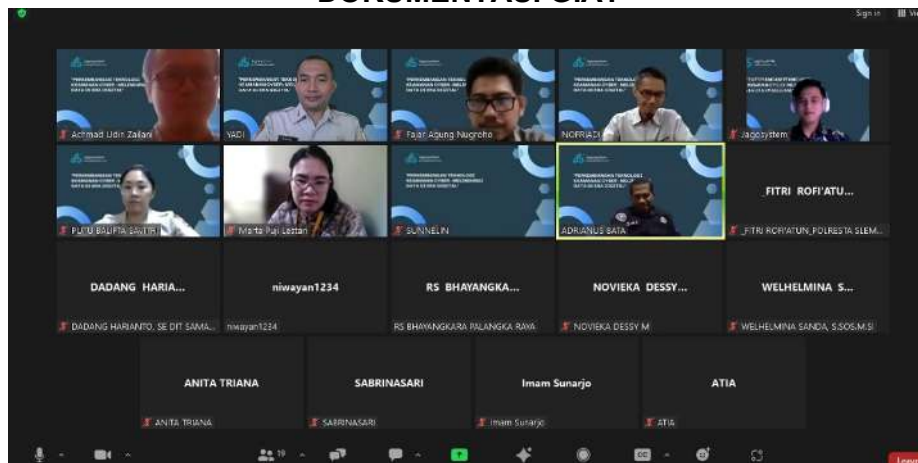 DOKUMENTASI GIAT
Sign in
Achmad Udin Zailani
YADI
Fajar Agung Nugroho
NOFRIADI
Jagosystem
PUTU BALIFTA SAVITRI
Marta Puji Lestari
SUNNELIN
ADRIANUS BATA
_FITRI ROFI'ATU...
_FITRI ROFI'ATUN_POLRESTA SLEM...
DADANG HARIA...
DADANG HARIANTO, SE DIT SAMA...
niwayan1234
niwayan1234
RS BHAYANGKA...
RS BHAYANGKARA PALANGKA RAYA
NOVIEKA DESSY...
NOVIEKA DESSY M
WELHELMINA S...
WELHELMINA SANDA, S.SOS.M.SI
ANITA TRIANA
ANITA TRIANA
SABRINASARI
SABRINASARI
Imam Sunarjo
Imam Sunarjo
ATIA
ATIA
19
CC